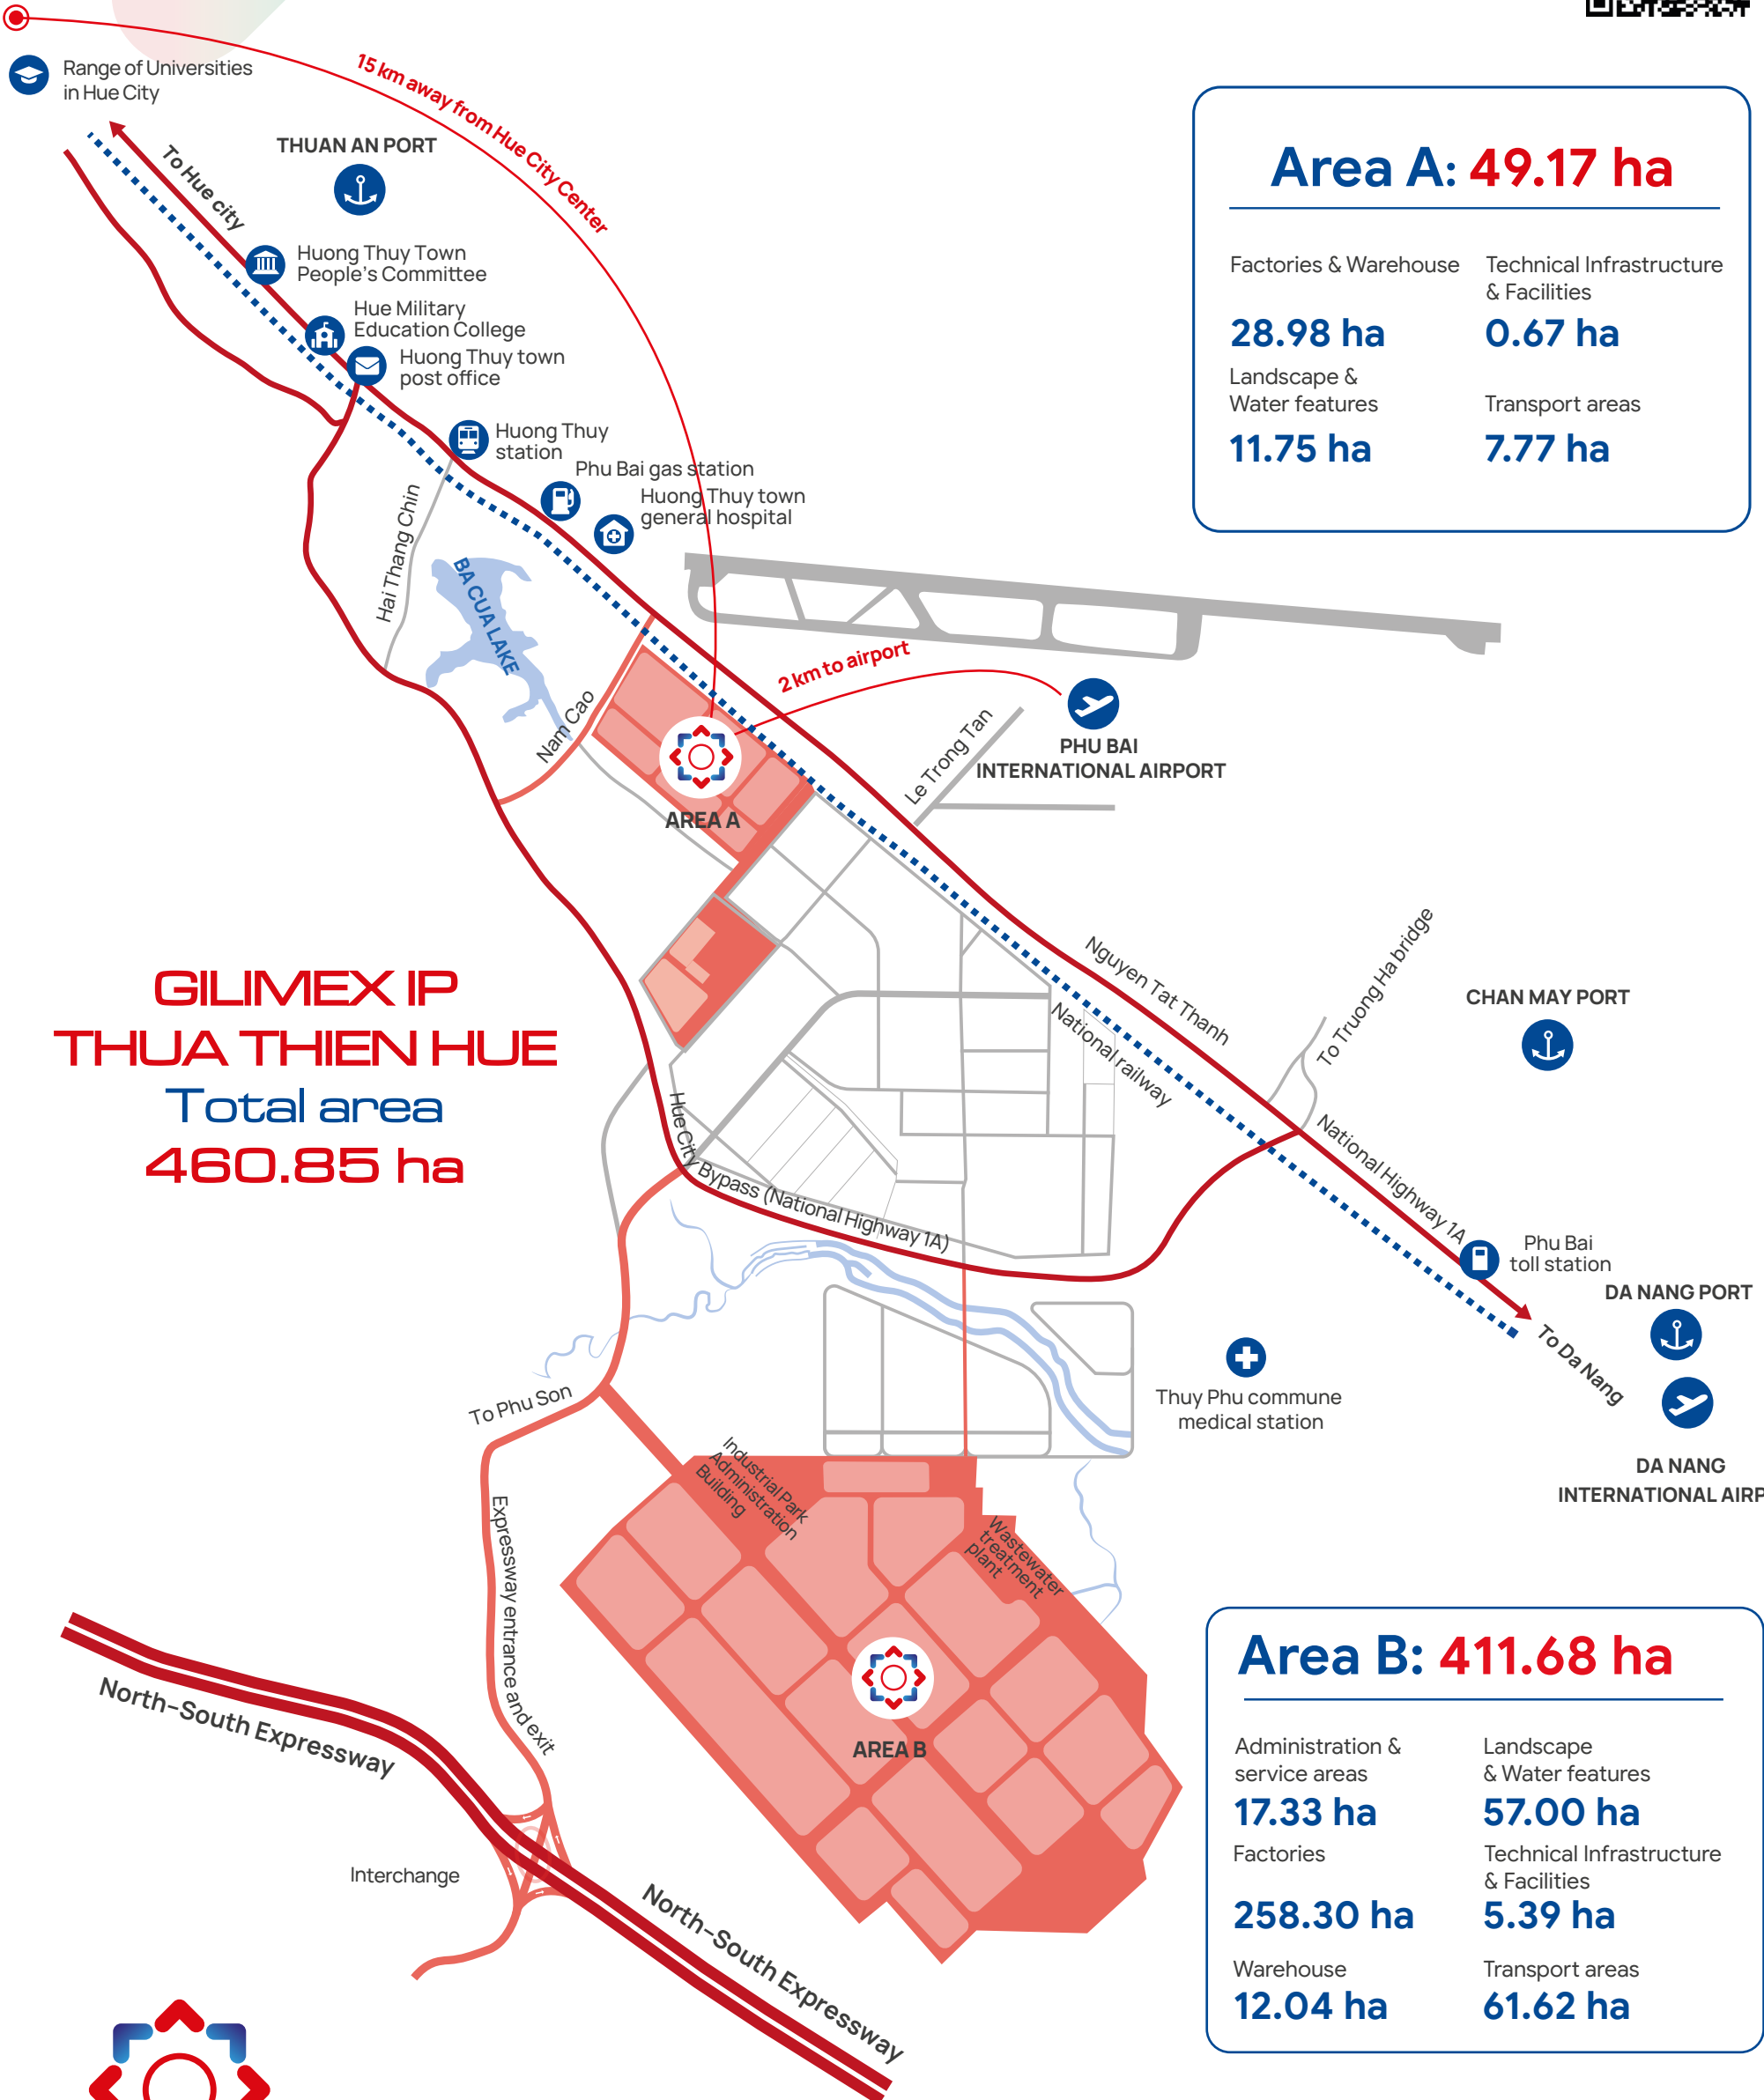 Range of Universities
in Hue City
15 km away from Hue City Center
To Hue city
THUAN AN PORT
Huong Thuy Town
People's Committee
Hue Military
Education College
Huong Thuy town
post office
Huong Thuy
station
Phu Bai gas station
Huong Thuy town
general hospital
Hai Thang Chin
BA CUA LAKE
Nam Cao
2 km to airport
PHU BAI
INTERNATIONAL AIRPORT
Le Trong Tan
AREA A
Area A: 49.17 ha
Factories & Warehouse
28.98 ha
Technical Infrastructure
& Facilities
0.67 ha
Landscape &
Water features
11.75 ha
Transport areas
7.77 ha
GILIMEX IP
THUA THIEN HUE
Total area
460.85 ha
Nguyen Tat Thanh
National railway
To Truong Ha bridge
CHAN MAY PORT
National Highway 1A
Hue City Bypass (National Highway 1A)
Phu Bai
toll station
DA NANG PORT
To Da Nang
DA NANG
INTERNATIONAL AIRP
Thuy Phu commune
medical station
To Phu Son
Industrial Park
Administration
Building
Wastewater
treatment
plant
Expressway entrance and exit
AREA B
North-South Expressway
Interchange
North-South Expressway
Area B: 411.68 ha
Administration &
service areas
17.33 ha
Landscape
& Water features
57.00 ha
Factories
258.30 ha
Technical Infrastructure
& Facilities
5.39 ha
Warehouse
12.04 ha
Transport areas
61.62 ha